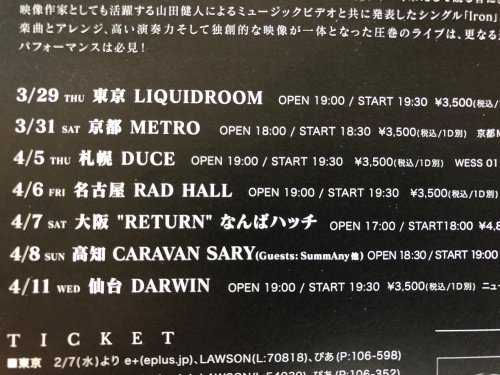 映像作家としても活躍する山田健人によるミュージックビデオと共に発表したシングル「Iron」
楽曲とアレンジ、高い演奏力そして独創的な映像が一体となった圧巻のライブは、更なる
パフォーマンスは必見!
3/29 THU 東京 LIQUIDROOM OPEN 19:00 / START 19:30 ¥3,500(税込/1D別)
3/31 SAT 京都 METRO OPEN 18:00 / START 18:30 ¥3,500(税込/1D別) 京都
4/5 THU 札幌 DUCE OPEN 19:00 / START 19:30 ¥3,500(税込/1D別) WESS 01
4/6 FRI 名古屋 RAD HALL OPEN 19:00 / START 19:30 ¥3,500(税込/1D別)
4/7 SAT 大阪 "RETURN" なんばハッチ OPEN 17:00 / START18:00
4/8 SUN 高知 CARAVAN SARY(Guests: SummAny他) OPEN 18:30 / START
4/11 WED 仙台 DARWIN OPEN 19:00 / START 19:30 ¥3,500(税込/1D別) ニュー
TICKET
■東京 2/7(水)より e+(eplus.jp)、LAWSON(L:70818)、ぴあ(P:106-598)